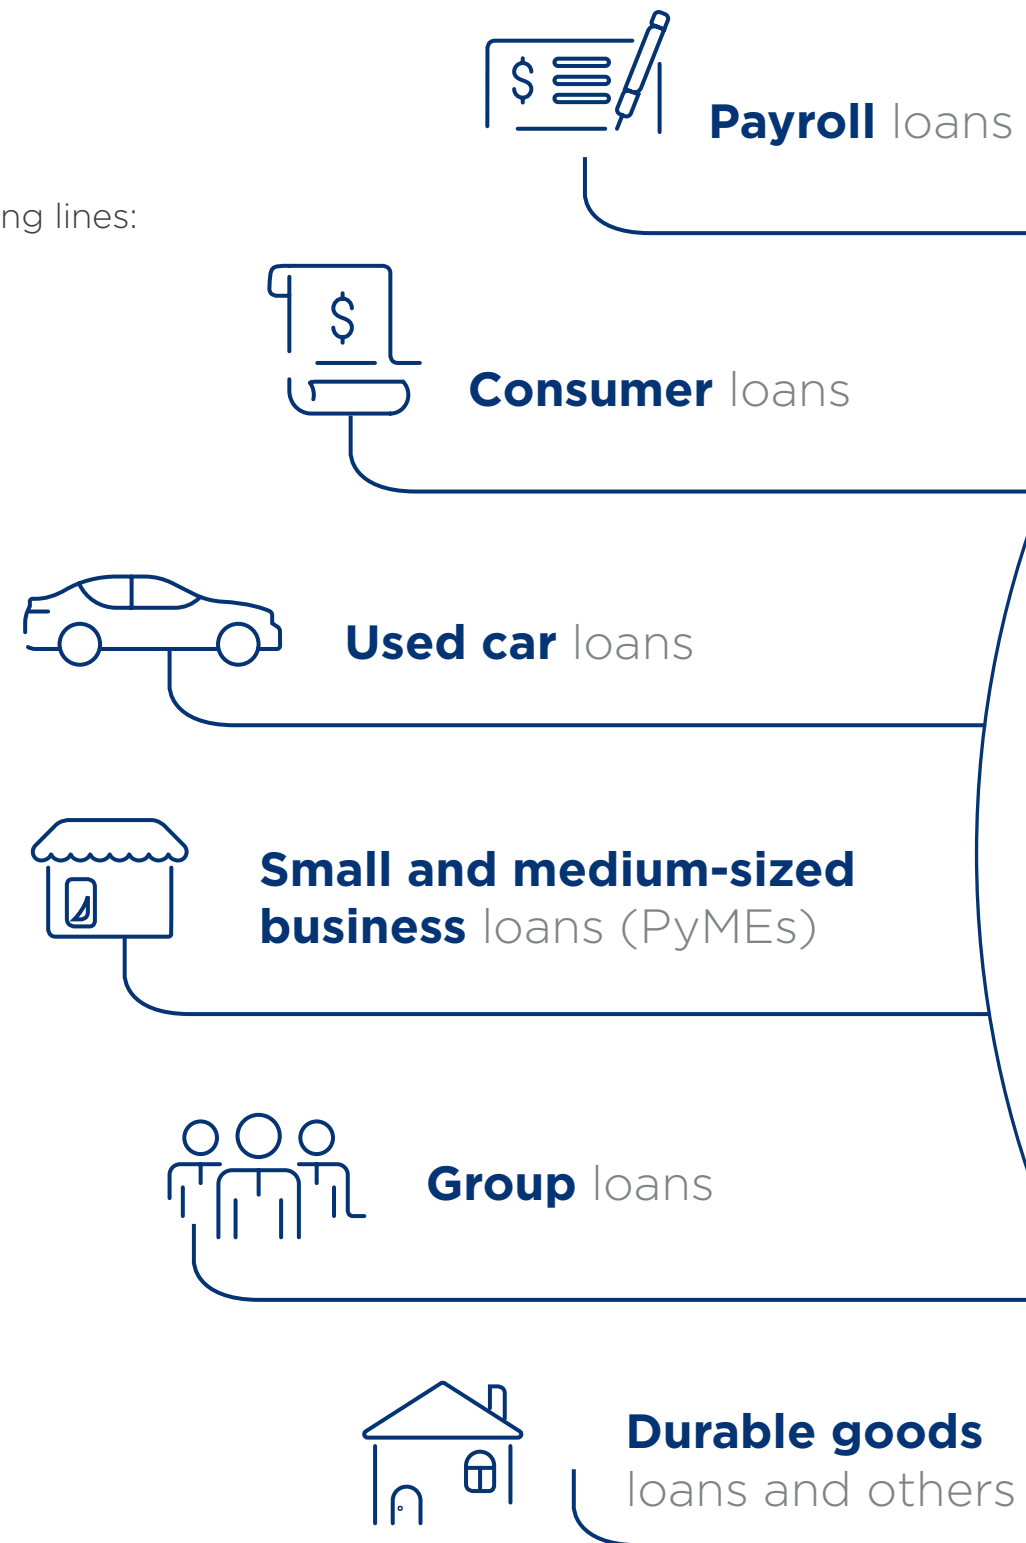 Payroll loans
ng lines:
Consumer loans
Used car loans
Small and medium-sized
business loans (PyMEs)
Group loans
Durable goods
loans and others